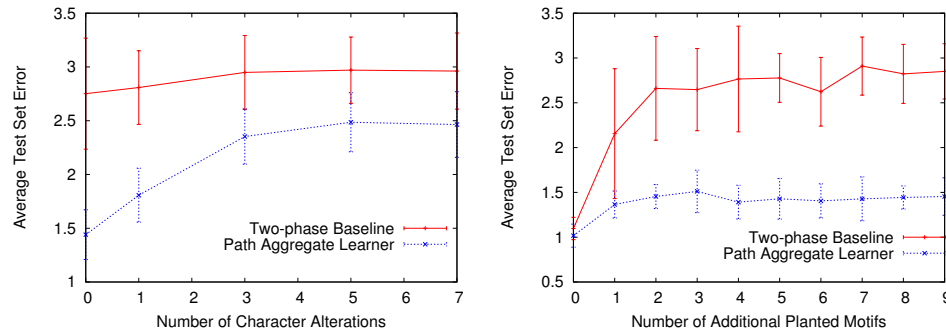 3.5
3
2.5
2
1.5
1
Average Test Set Error
Two-phase Baseline
Path Aggregate Learner
0 1 2 3 4 5 6 7
Number of Character Alterations
3.5
3
2.5
2
1.5
1
0.5
Average Test Set Error
Two-phase Baseline
Path Aggregate Learner
0 1 2 3 4 5 6 7 8 9
Number of Additional Planted Motifs